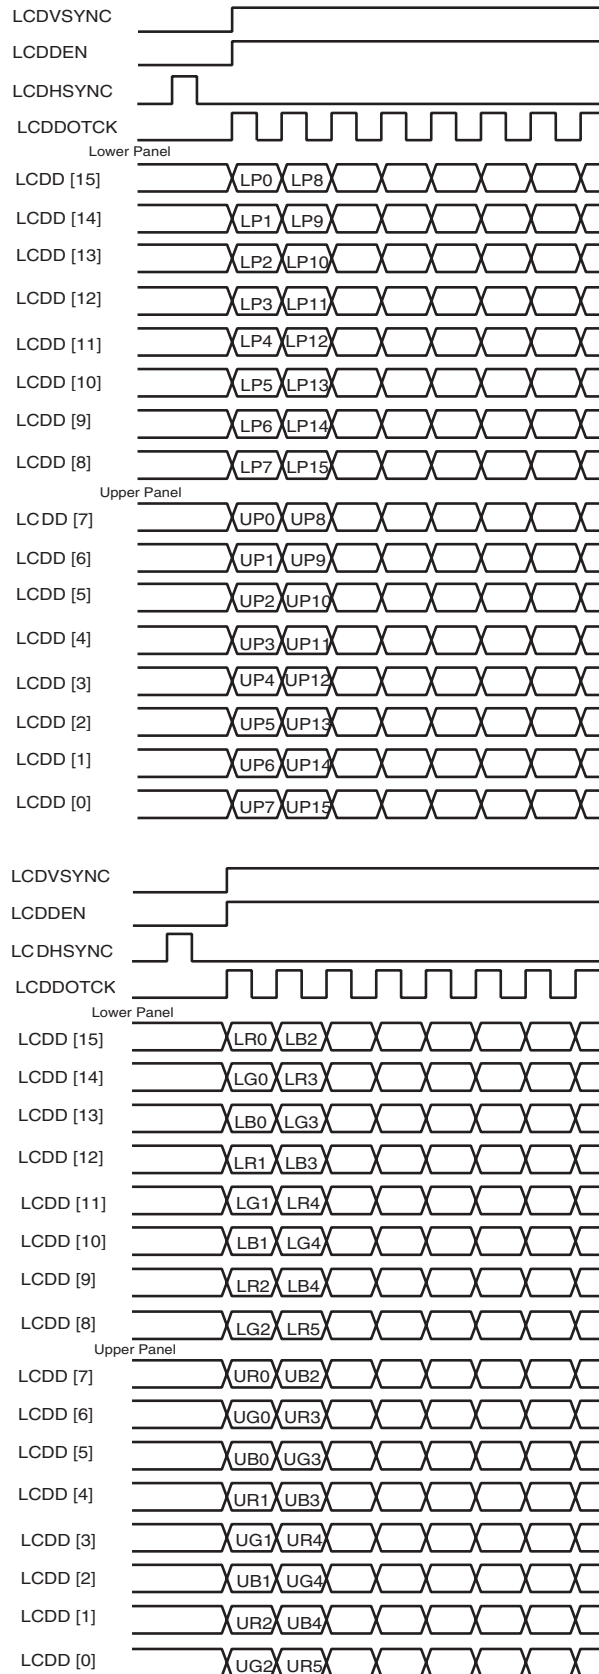 LCDVSYNC
LCDDEN
LCDHSYNC
LCDDOTCK
Lower Panel
LCDD [15] LP0 LP8
LCDD [14] LP1 LP9
LCDD [13] LP2 LP10
LCDD [12] LP3 LP11
LCDD [11] LP4 LP12
LCDD [10] LP5 LP13
LCDD [9] LP6 LP14
LCDD [8] LP7 LP15
Upper Panel
LCDD [7] UP0 UP8
LCDD [6] UP1 UP9
LCDD [5] UP2 UP10
LCDD [4] UP3 UP11
LCDD [3] UP4 UP12
LCDD [2] UP5 UP13
LCDD [1] UP6 UP14
LCDD [0] UP7 UP15
LCDVSYNC
LCDDEN
LCDHSYNC
LCDDOTCK
Lower Panel
LCDD [15] LR0 LB2
LCDD [14] LG0 LR3
LCDD [13] LB0 LG3
LCDD [12] LR1 LB3
LCDD [11] LG1 LR4
LCDD [10] LB1 LG4
LCDD [9] LR2 LB4
LCDD [8] LG2 LR5
Upper Panel
LCDD [7] UR0 UB2
LCDD [6] UG0 UR3
LCDD [5] UB0 UG3
LCDD [4] UR1 UB3
LCDD [3] UG1 UR4
LCDD [2] UB1 UG4
LCDD [1] UR2 UB4
LCDD [0] UG2 UR5